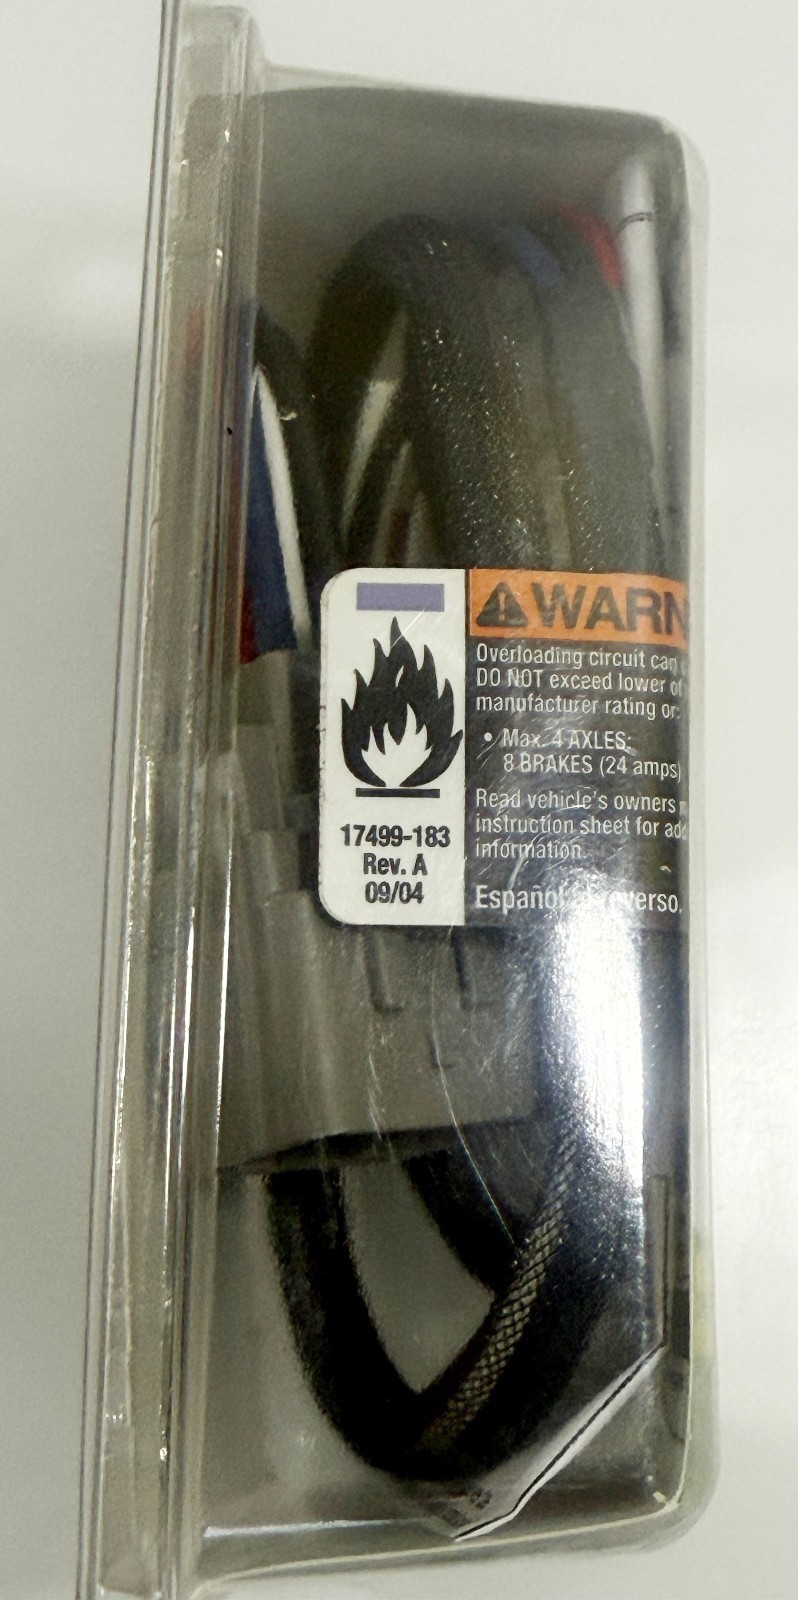 WARN
Overloading circuit can
DO NOT exceed lower of
manufacturer rating or:
• Max. 4 AXLES:
8 BRAKES (24 amps)
Read vehicle's owners
instruction sheet for add
information.
Español
verso.
17499-183
Rev. A
09/04